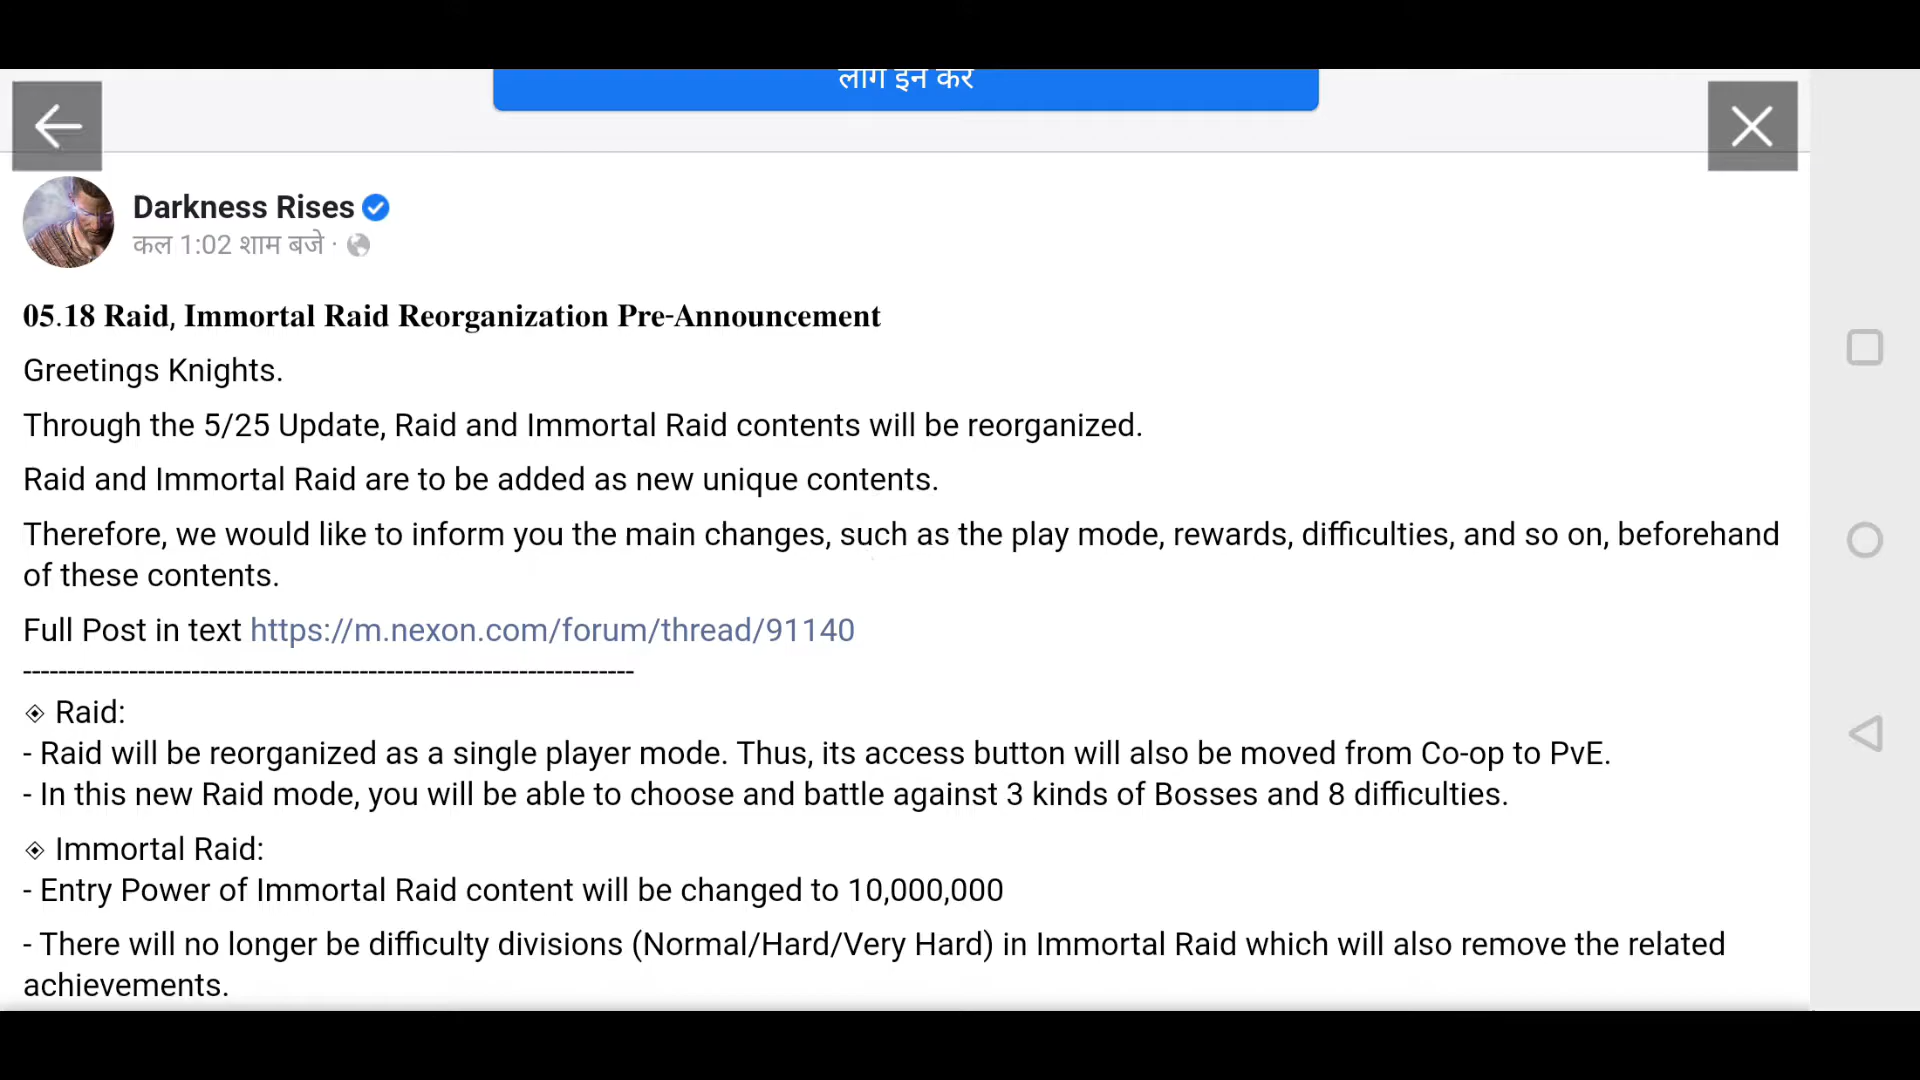 लॉग इन करें
Darkness Rises
कल 1:02 शाम बजे ·
05.18 Raid, Immortal Raid Reorganization Pre-Announcement
Greetings Knights.
Through the 5/25 Update, Raid and Immortal Raid contents will be reorganized.
Raid and Immortal Raid are to be added as new unique contents.
Therefore, we would like to inform you the main changes, such as the play mode, rewards, difficulties, and so on, beforehand
of these contents.
Full Post in text https://m.nexon.com/forum/thread/91140
----------------------------------------------------------------------
◈ Raid:
- Raid will be reorganized as a single player mode. Thus, its access button will also be moved from Co-op to PvE.
- In this new Raid mode, you will be able to choose and battle against 3 kinds of Bosses and 8 difficulties.
◈ Immortal Raid:
- Entry Power of Immortal Raid content will be changed to 10,000,000
- There will no longer be difficulty divisions (Normal/Hard/Very Hard) in Immortal Raid which will also remove the related
achievements.